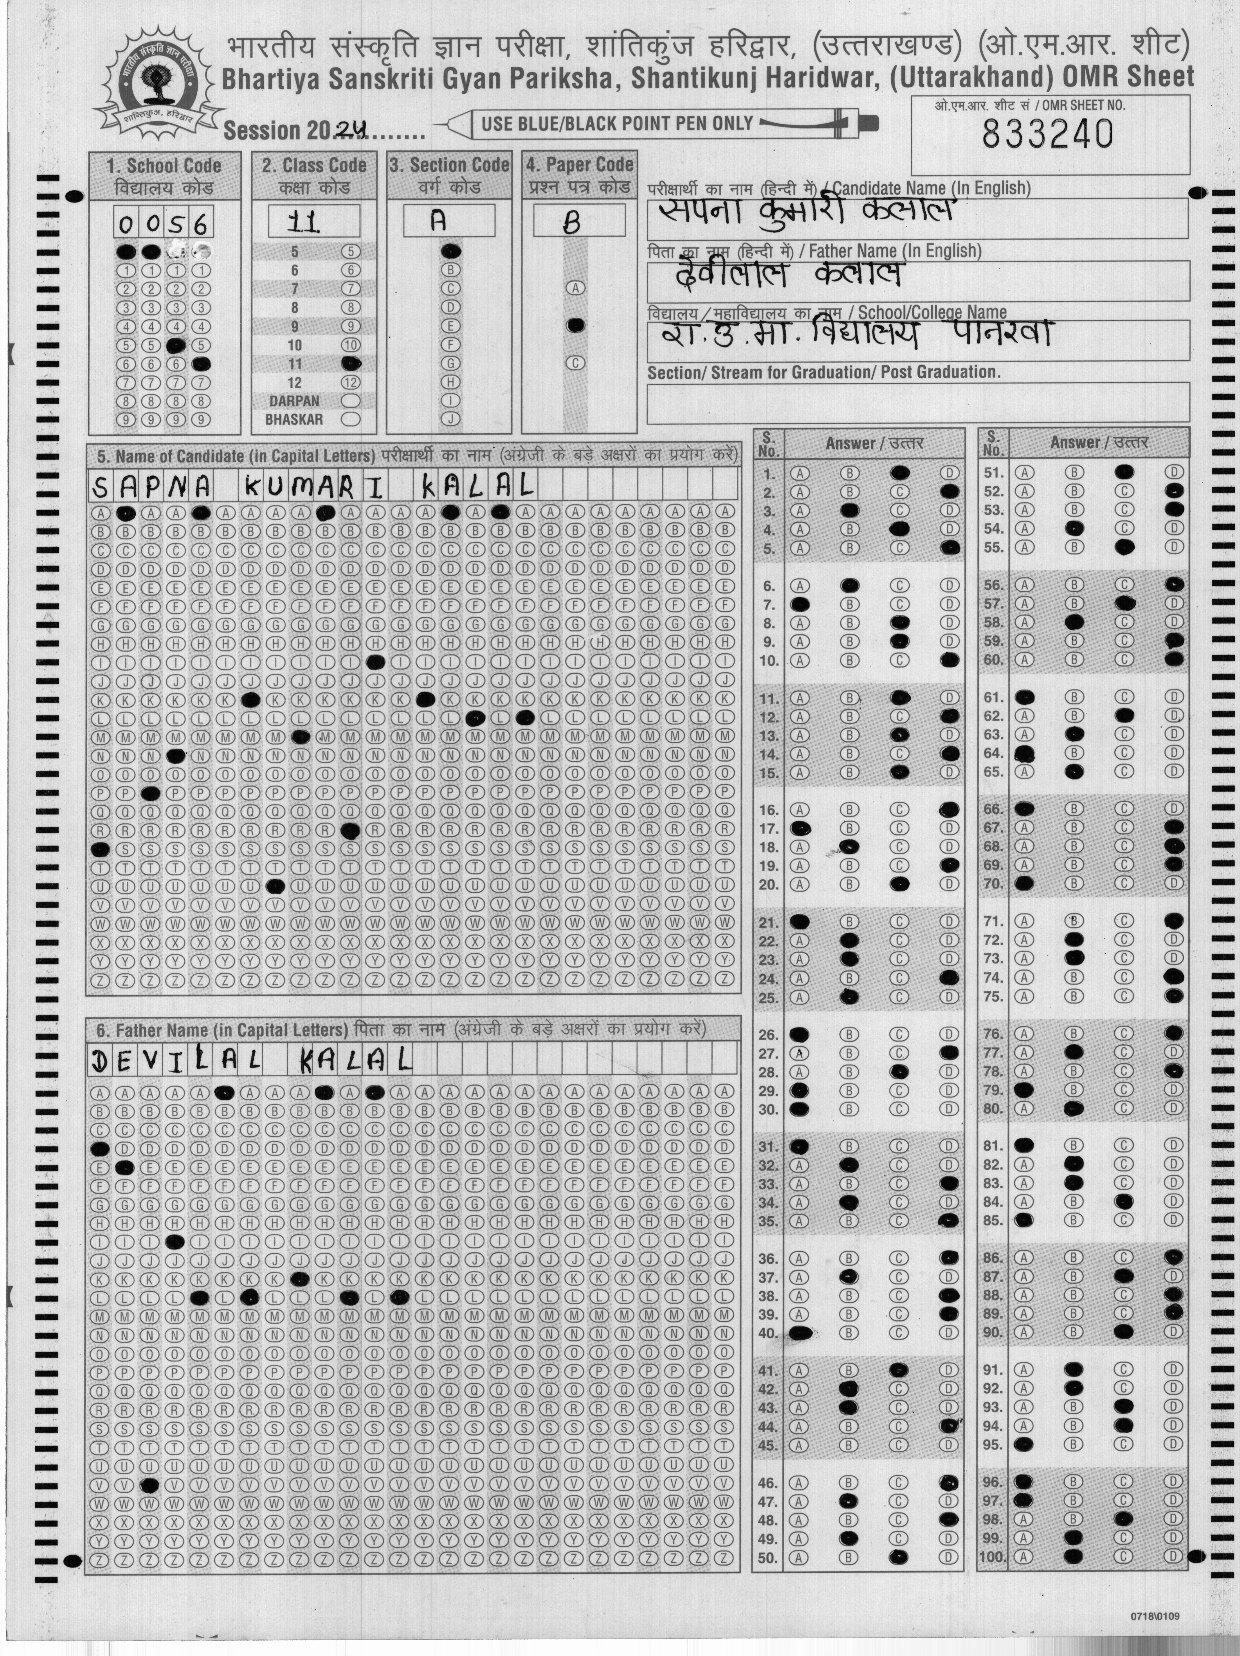 भारतीय संस्कृति ज्ञान परीक्षा, शांतिकुंज हरिद्वार, (उत्तराखण्ड) (ओ.एम.आर. शीट)
Bhartiya Sanskriti Gyan Pariksha, Shantikunj Haridwar, (Uttarakhand) OMR Sheet
Session 20 24
USE BLUE/BLACK POINT PEN ONLY
ओ.एम.आर. शीट सं / OMR SHEET NO.
833240
1. School Code
विद्यालय कोड
0056
2. Class Code
कक्षा कोड
11
3. Section Code
वर्ग कोड
A
4. Paper Code
प्रश्न पत्र कोड
B
परीक्षार्थी का नाम (हिन्दी में) / Candidate Name (In English)
सपना कुमारी कलाल
पिता का नाम (हिन्दी में) / Father Name (In English)
देवीलाल कलाल
विद्यालय / महाविद्यालय का नाम / School/College Name
रा.उ.मा. विद्यालय पानरवा
Section/ Stream for Graduation/ Post Graduation.
5 6 7 8 9 10 11 12
DARPAN
BHASKAR
5. Name of Candidate (in Capital Letters) परीक्षार्थी का नाम (अंग्रेजी के बड़े अक्षरों का प्रयोग करें)
SAPNA KUMARI KALAL
6. Father Name (in Capital Letters) पिता का नाम (अंग्रेजी के बड़े अक्षरों का प्रयोग करें)
DEVILAL KALAL
S. No. Answer / उत्तर
S. No. Answer / उत्तर
0718\0109